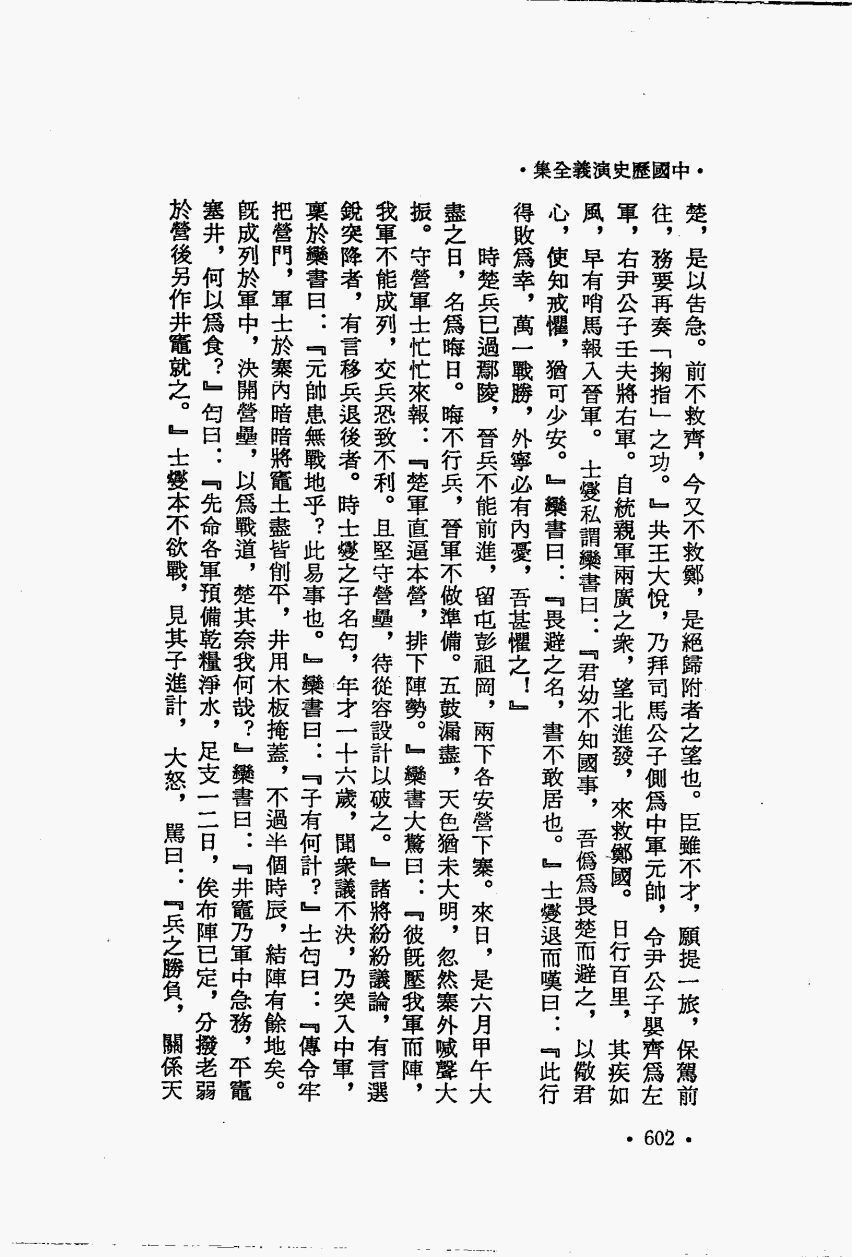 ·中國歷史演義全集·
楚，是以吿急。前不救齊，今又不救鄭，是絕歸附者之望也。臣雖不才，願提一旅，保駕前
往，務要再奏「掬指」之功。』共王大悅，乃拜司馬公子側爲中軍元帥，令尹公子嬰齊爲左
軍，右尹公子壬夫將右軍。自統親軍兩廣之衆，望北進發，來救鄭國。日行百里，其疾如
風，早有哨馬報入晉軍。士燮私謂欒書曰：『君幼不知國事，吾僞爲畏楚而避之，以儆君
心，使知戒懼，猶可少安。』欒書曰：『畏避之名，書不敢居也。』士燮退而嘆曰：『此行
得敗爲幸，萬一戰勝，外寧必有內憂，吾甚懼之！』
時楚兵已過鄢陵，晉兵不能前進，留屯彭祖岡，兩下各安營下寨。來日，是六月甲午大
盡之日，名爲晦日。晦不行兵，晉軍不做準備。五鼓漏盡，天色猶未大明，忽然寨外喊聲大
振。守營軍士忙忙來報：『楚軍直逼本營，排下陣勢。』欒書大驚曰：『彼旣壓我軍而陣，
我軍不能成列，交兵恐致不利。且堅守營壘，待從容設計以破之。』諸將紛紛議論，有言選
銳突降者，有言移兵退後者。時士燮之子名匄，年才一十六歲，聞衆議不決，乃突入中軍，
稟於欒書曰：『元帥患無戰地乎？此易事也。』欒書曰：『子有何計？』士匄曰：『傳令牢
把營門，軍士於寨內暗暗將竈土盡皆削平，井用木板掩蓋，不過半個時辰，結陣有餘地矣。
旣成列於軍中，決開營壘，以爲戰道，楚其奈我何哉？』欒書曰：『井竈乃軍中急務，平竈
塞井，何以爲食？』匄曰：『先命各軍預備乾糧淨水，足支一二日，俟布陣已定，分撥老弱
於營後另作井竈就之。』士燮本不欲戰，見其子進計，大怒，罵曰：『兵之勝負，關係天
·602·